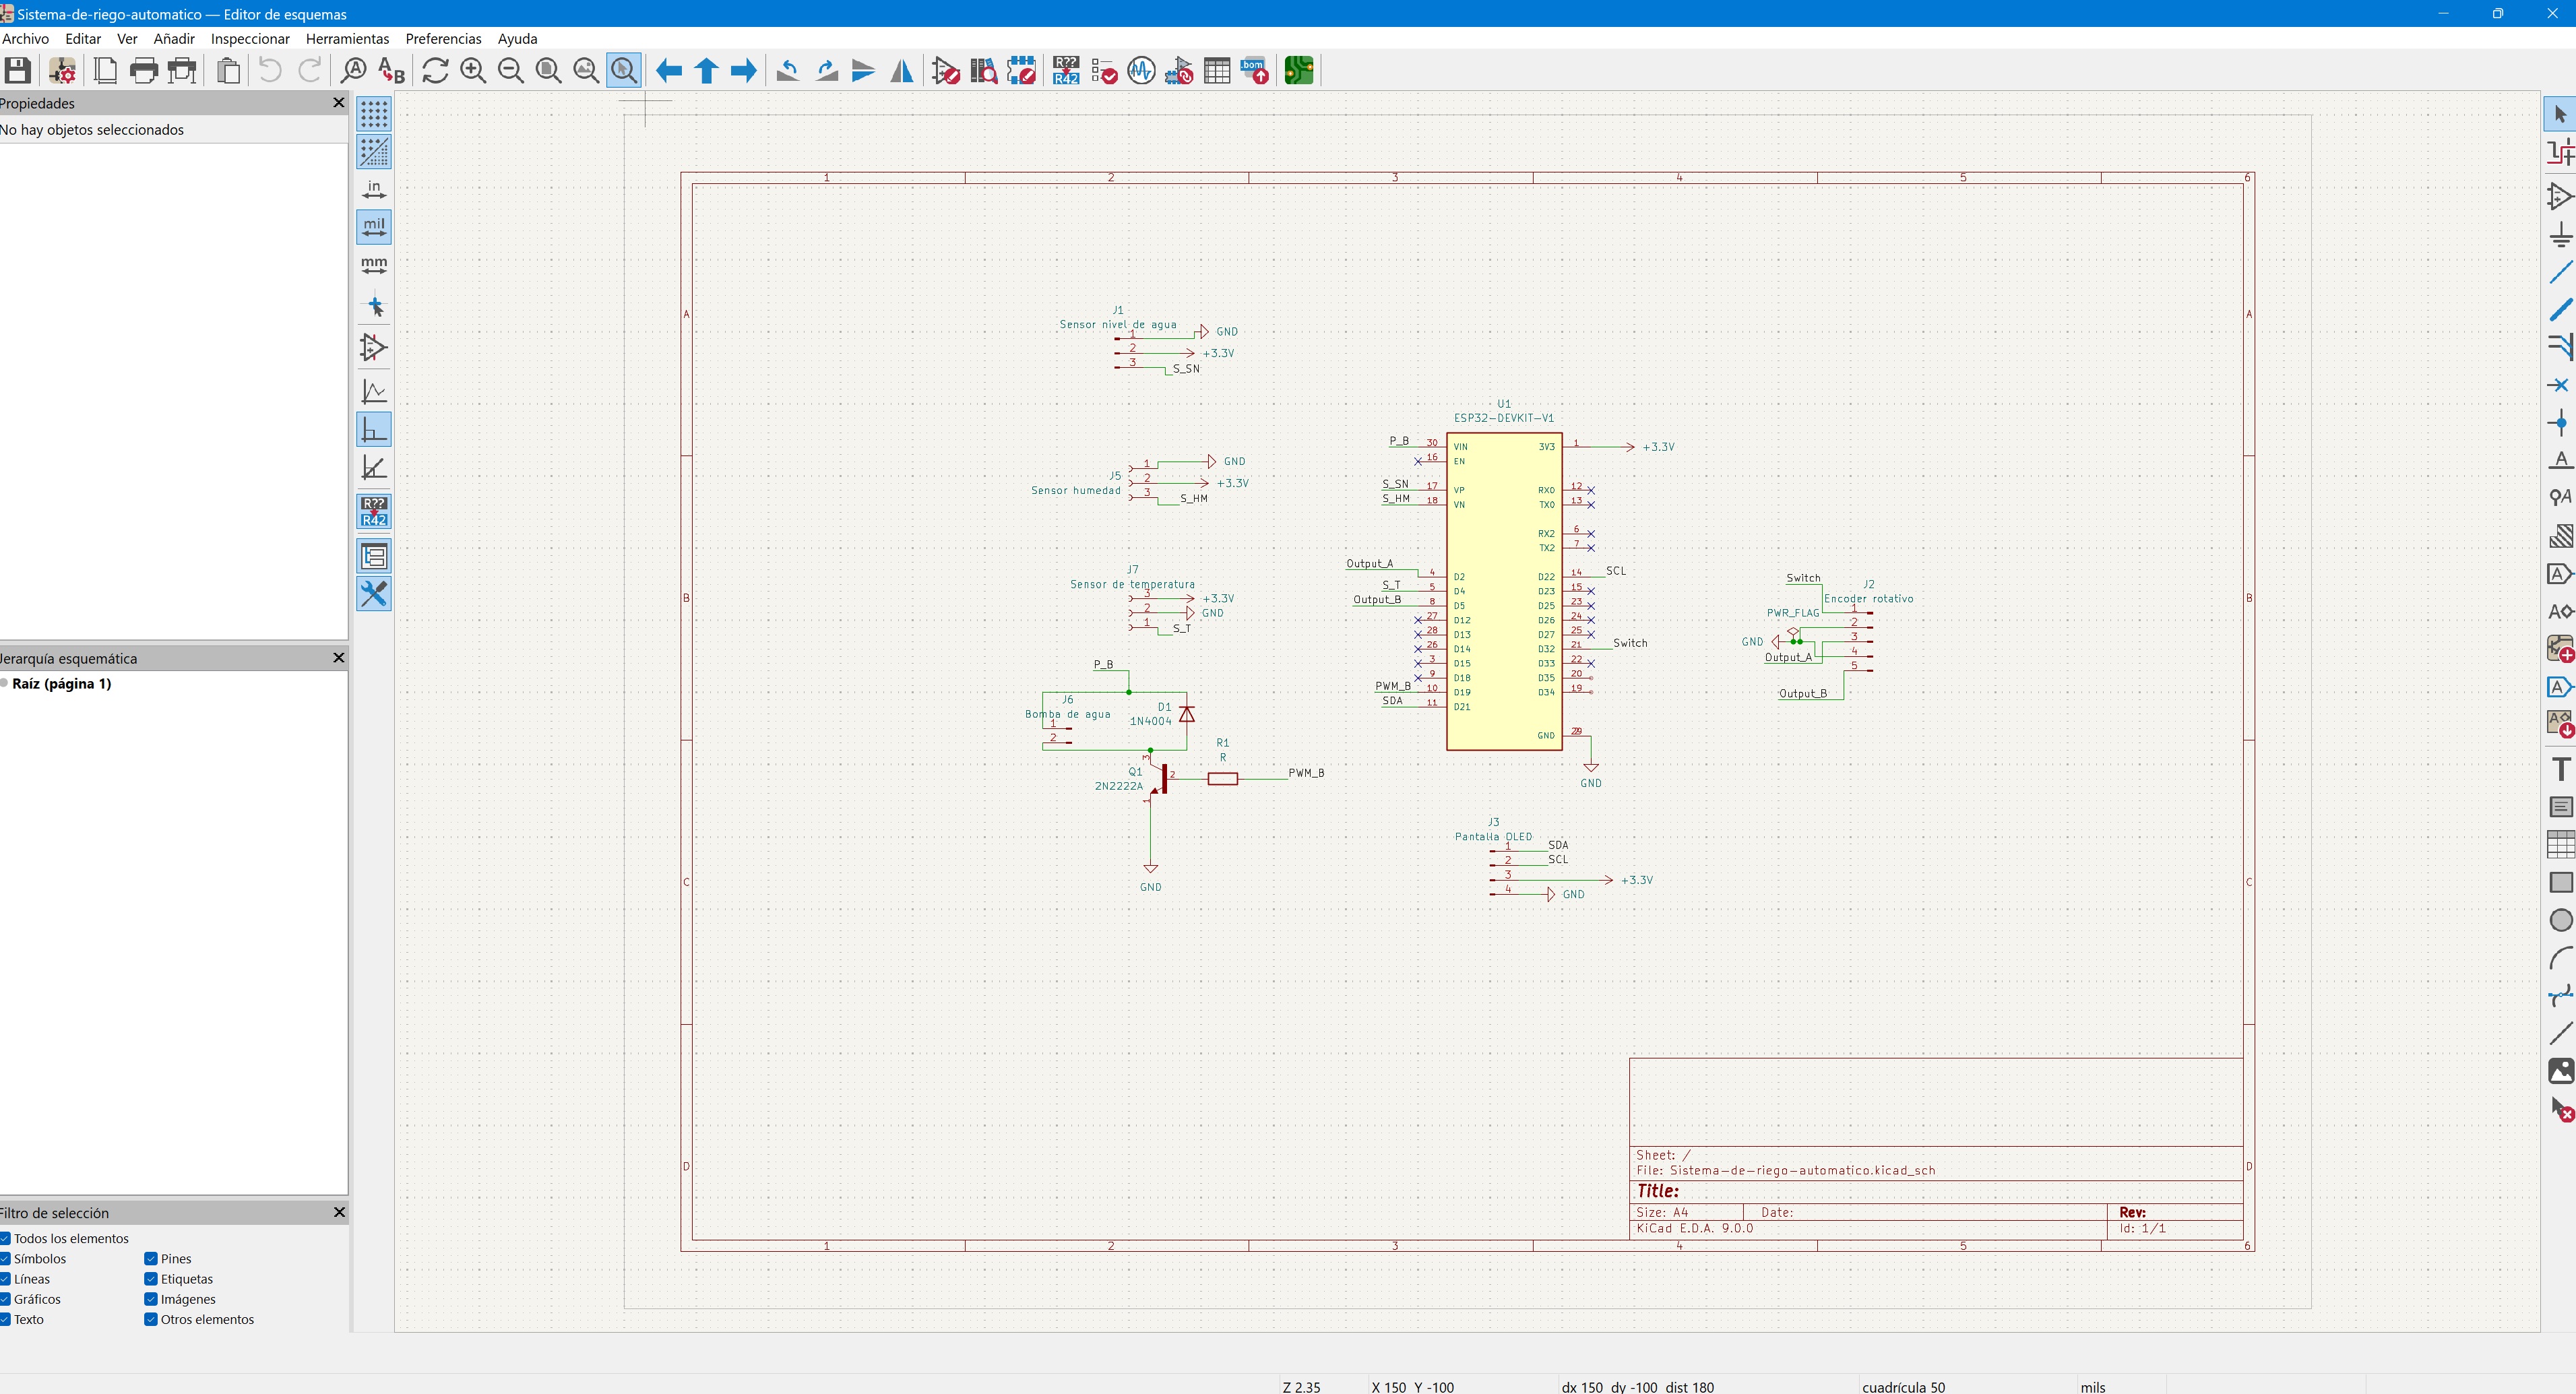 Sistema-de-riego-automatico — Editor de esquemas
Archivo Editar Ver Añadir Inspeccionar Herramientas Preferencias Ayuda
Propiedades
No hay objetos seleccionados
in
mil
mm
R??
R42
Jerarquía esquemática
Raíz (página 1)
Filtro de selección
Todos los elementos
Símbolos Pines
Líneas Etiquetas
Gráficos Imágenes
Texto Otros elementos
R??
R42
.bom
1 2 3 4 5 6
A A
B B
C C
D D
J1
Sensor nivel de agua
1 GND
2 +3.3V
3 S_SN
J5
Sensor humedad
1 GND
2 +3.3V
3 S_HM
J7
Sensor de temperatura
3 +3.3V
2 GND
1 S_T
P_B
J6
Bomba de agua
1
2
D1
1N4004
R1
R
PWM_B
Q1
2N2222A
3
2
1
GND
U1
ESP32-DEVKIT-V1
P_B 30 VIN 3V3 1 +3.3V
16 EN
S_SN 17 VP RX0 12
S_HM 18 VN TX0 13
RX2 6
TX2 7
Output_A 4 D2 D22 14 SCL
S_T 5 D4 D23 15
Output_B 8 D5 D25 23
27 D12 D26 24
28 D13 D27 25
26 D14 D32 21 Switch
3 D15 D33 22
9 D18 D35 20
PWM_B 10 D19 D34 19
SDA 11 D21
GND
GND
J3
Pantalla OLED
1 SDA
2 SCL
3 +3.3V
4 GND
Switch
J2
Encoder rotativo
PWR_FLAG
1
2
3
4
5
GND
Output_A
Output_B
Sheet: /
File: Sistema-de-riego-automatico.kicad_sch
Title:
Size: A4 Date: Rev:
KiCad E.D.A. 9.0.0 Id: 1/1
1 2 3 4 5 6
Z 2.35 X 150 Y -100 dx 150 dy -100 dist 180 cuadrícula 50 mils